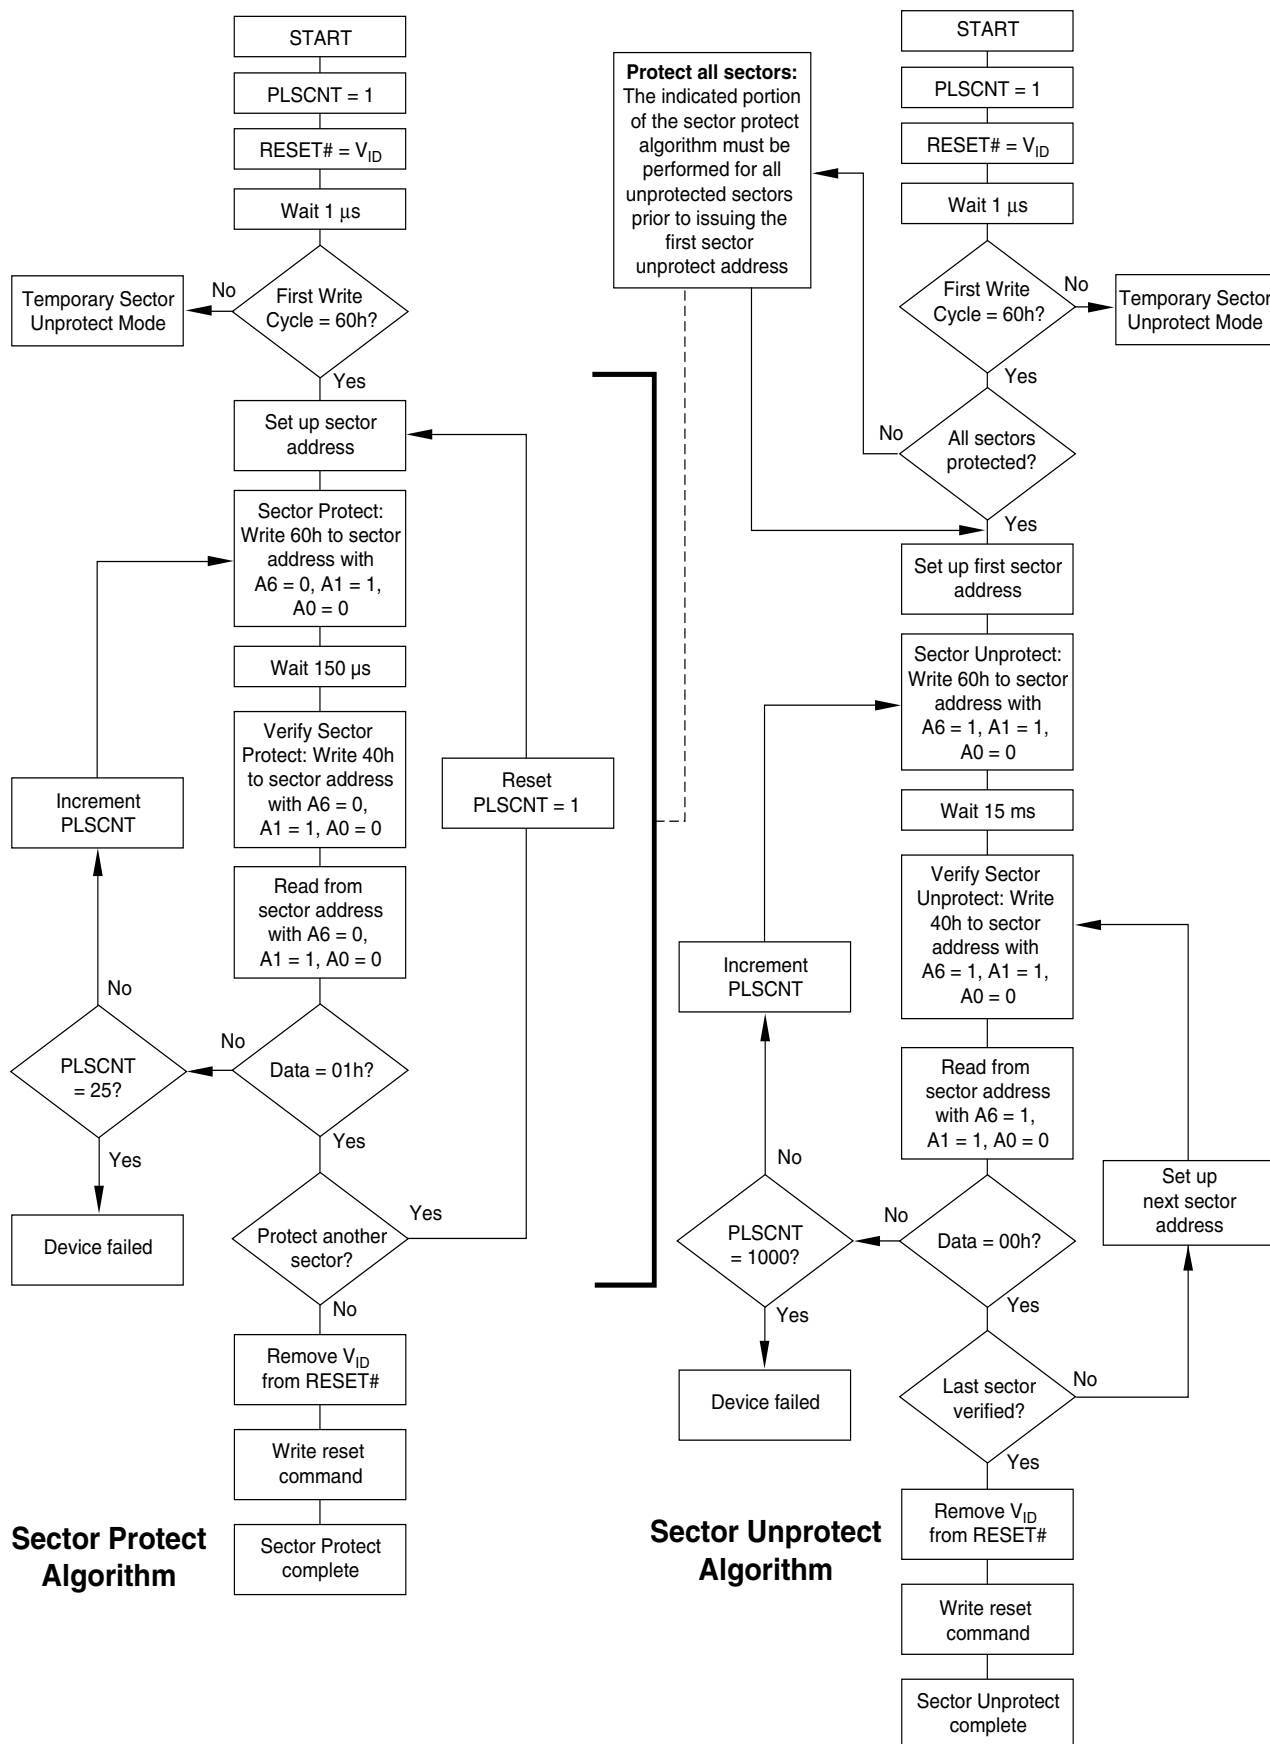 START
PLSCNT = 1
RESET# = VID
Wait 1 μs
First Write
Cycle = 60h?
No
Temporary Sector
Unprotect Mode
Yes
Set up sector
address
Sector Protect:
Write 60h to sector
address with
A6 = 0, A1 = 1,
A0 = 0
Wait 150 µs
Verify Sector
Protect: Write 40h
to sector address
with A6 = 0,
A1 = 1, A0 = 0
Increment
PLSCNT
Reset
PLSCNT = 1
Read from
sector address
with A6 = 0,
A1 = 1, A0 = 0
No
PLSCNT
= 25?
No
Data = 01h?
Yes
Yes
Device failed
Protect another
sector?
Yes
No
Remove VID
from RESET#
Write reset
command
Sector Protect
complete
Sector Protect
Algorithm
Protect all sectors:
The indicated portion
of the sector protect
algorithm must be
performed for all
unprotected sectors
prior to issuing the
first sector
unprotect address
START
PLSCNT = 1
RESET# = VID
Wait 1 μs
First Write
Cycle = 60h?
No
Temporary Sector
Unprotect Mode
Yes
No
All sectors
protected?
Yes
Set up first sector
address
Sector Unprotect:
Write 60h to sector
address with
A6 = 1, A1 = 1,
A0 = 0
Wait 15 ms
Verify Sector
Unprotect: Write
40h to sector
address with
A6 = 1, A1 = 1,
A0 = 0
Increment
PLSCNT
Read from
sector address
with A6 = 1,
A1 = 1, A0 = 0
No
Set up
next sector
address
PLSCNT
= 1000?
No
Data = 00h?
Yes
Yes
Device failed
Last sector
verified?
No
Yes
Remove VID
from RESET#
Write reset
command
Sector Unprotect
complete
Sector Unprotect
Algorithm